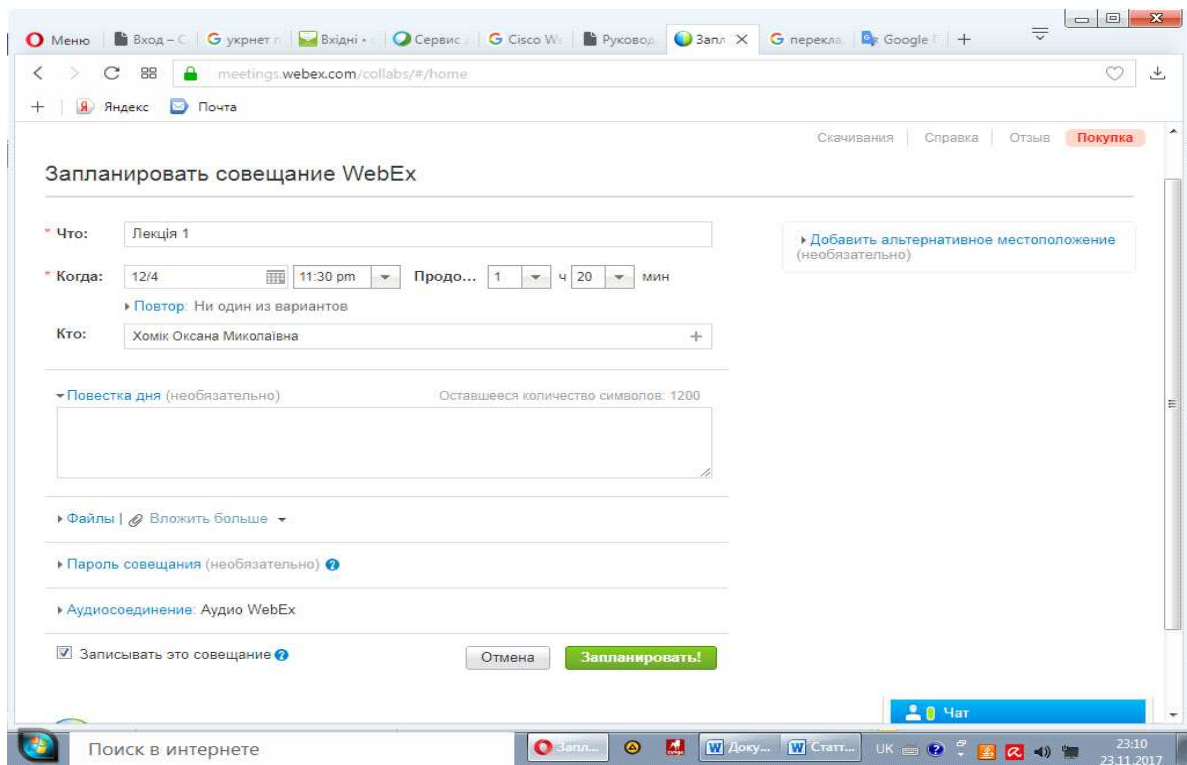 Меню Вход – С укрнет п Вхідні • Сервис Cisco We Руковод Запл перекла Google П
meetings.webex.com/collabs/#/home
Яндекс Почта
Скачивания Справка Отзыв Покупка
Запланировать совещание WebEx
* Что: Лекція 1
▸ Добавить альтернативное местоположение
(необязательно)
* Когда: 12/4 11:30 pm Продо... 1 ч 20 мин
▸ Повтор: Ни один из вариантов
Кто: Хомік Оксана Миколаївна +
Повестка дня (необязательно) Оставшееся количество символов: 1200
▸ Файлы | Вложить больше
▸ Пароль совещания (необязательно) ?
▸ Аудиосоединение: Аудио WebEx
Записывать это совещание ? Отмена Запланировать!
Чат
Поиск в интернете Запл... Доку... Статт... UK 23:10
23.11.2017